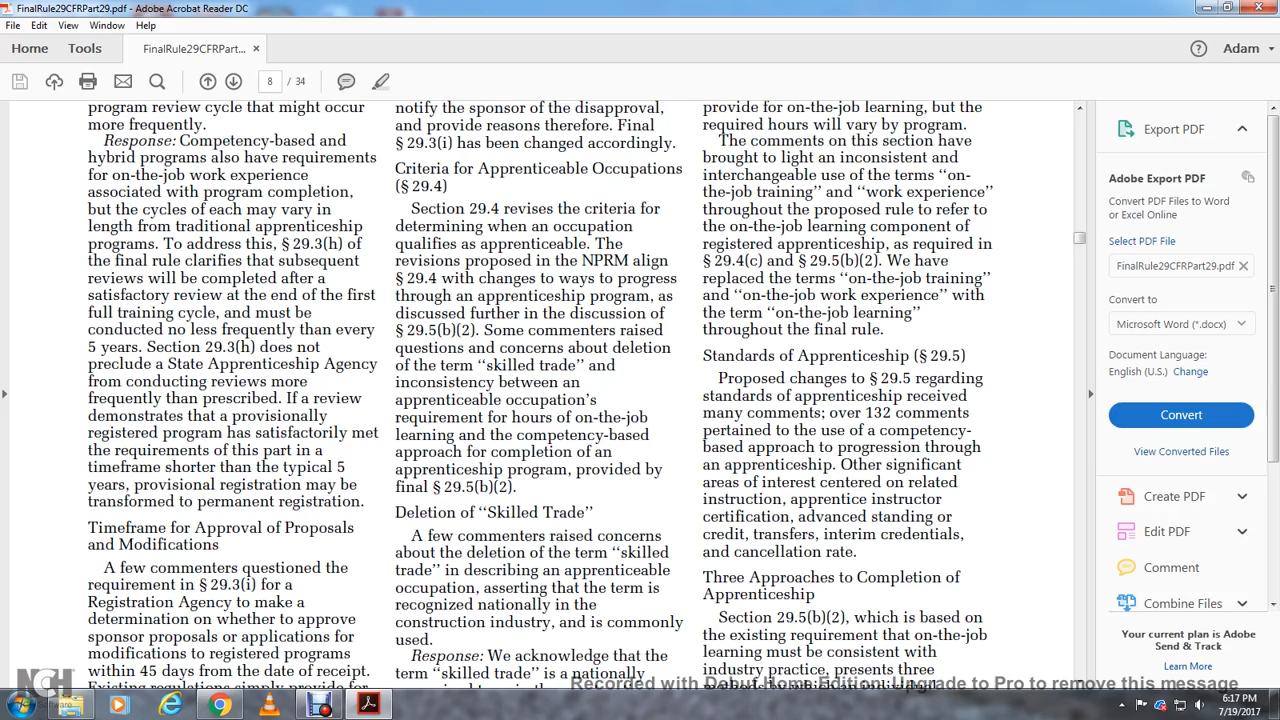 FinalRule29CFRPart29.pdf - Adobe Acrobat Reader DC
File Edit View Window Help
Home Tools FinalRule29CFRPart... × Adam
8 / 34
program review cycle that might occur
more frequently.
Response: Competency-based and
hybrid programs also have requirements
for on-the-job work experience
associated with program completion,
but the cycles of each may vary in
length from traditional apprenticeship
programs. To address this, § 29.3(h) of
the final rule clarifies that subsequent
reviews will be completed after a
satisfactory review at the end of the first
full training cycle, and must be
conducted no less frequently than every
5 years. Section 29.3(h) does not
preclude a State Apprenticeship Agency
from conducting reviews more
frequently than prescribed. If a review
demonstrates that a provisionally
registered program has satisfactorily met
the requirements of this part in a
timeframe shorter than the typical 5
years, provisional registration may be
transformed to permanent registration.
Timeframe for Approval of Proposals
and Modifications
A few commenters questioned the
requirement in § 29.3(i) for a
Registration Agency to make a
determination on whether to approve
sponsor proposals or applications for
modifications to registered programs
within 45 days from the date of receipt.
Existing regulations simply provide for
notify the sponsor of the disapproval,
and provide reasons therefore. Final
§ 29.3(i) has been changed accordingly.
Criteria for Apprenticeable Occupations
(§ 29.4)
Section 29.4 revises the criteria for
determining when an occupation
qualifies as apprenticeable. The
revisions proposed in the NPRM align
§ 29.4 with changes to ways to progress
through an apprenticeship program, as
discussed further in the discussion of
§ 29.5(b)(2). Some commenters raised
questions and concerns about deletion
of the term ‘‘skilled trade’’ and
inconsistency between an
apprenticeable occupation’s
requirement for hours of on-the-job
learning and the competency-based
approach for completion of an
apprenticeship program, provided by
final § 29.5(b)(2).
Deletion of ‘‘Skilled Trade’’
A few commenters raised concerns
about the deletion of the term ‘‘skilled
trade’’ in describing an apprenticeable
occupation, asserting that the term is
recognized nationally in the
construction industry, and is commonly
used.
Response: We acknowledge that the
term ‘‘skilled trade’’ is a nationally
provide for on-the-job learning, but the
required hours will vary by program.
The comments on this section have
brought to light an inconsistent and
interchangeable use of the terms ‘‘on-
the-job training’’ and ‘‘work experience’’
throughout the proposed rule to refer to
the on-the-job learning component of
registered apprenticeship, as required in
§ 29.4(c) and § 29.5(b)(2). We have
replaced the terms ‘‘on-the-job training’’
and ‘‘on-the-job work experience’’ with
the term ‘‘on-the-job learning’’
throughout the final rule.
Standards of Apprenticeship (§ 29.5)
Proposed changes to § 29.5 regarding
standards of apprenticeship received
many comments; over 132 comments
pertained to the use of a competency-
based approach to progression through
an apprenticeship. Other significant
areas of interest centered on related
instruction, apprentice instructor
certification, advanced standing or
credit, transfers, interim credentials,
and cancellation rate.
Three Approaches to Completion of
Apprenticeship
Section 29.5(b)(2), which is based on
the existing requirement that on-the-job
learning must be consistent with
industry practice, presents three
Export PDF
Adobe Export PDF
Convert PDF Files to Word
or Excel Online
Select PDF File
FinalRule29CFRPart29.pdf
Convert to
Microsoft Word (*.docx)
Document Language:
English (U.S.) Change
Convert
View Converted Files
Create PDF
Edit PDF
Comment
Combine Files
Your current plan is Adobe
Send & Track
Learn More
NCH
Software
Recorded with Debut Home Edition. Upgrade to Pro to remove this message
6:17 PM
7/19/2017